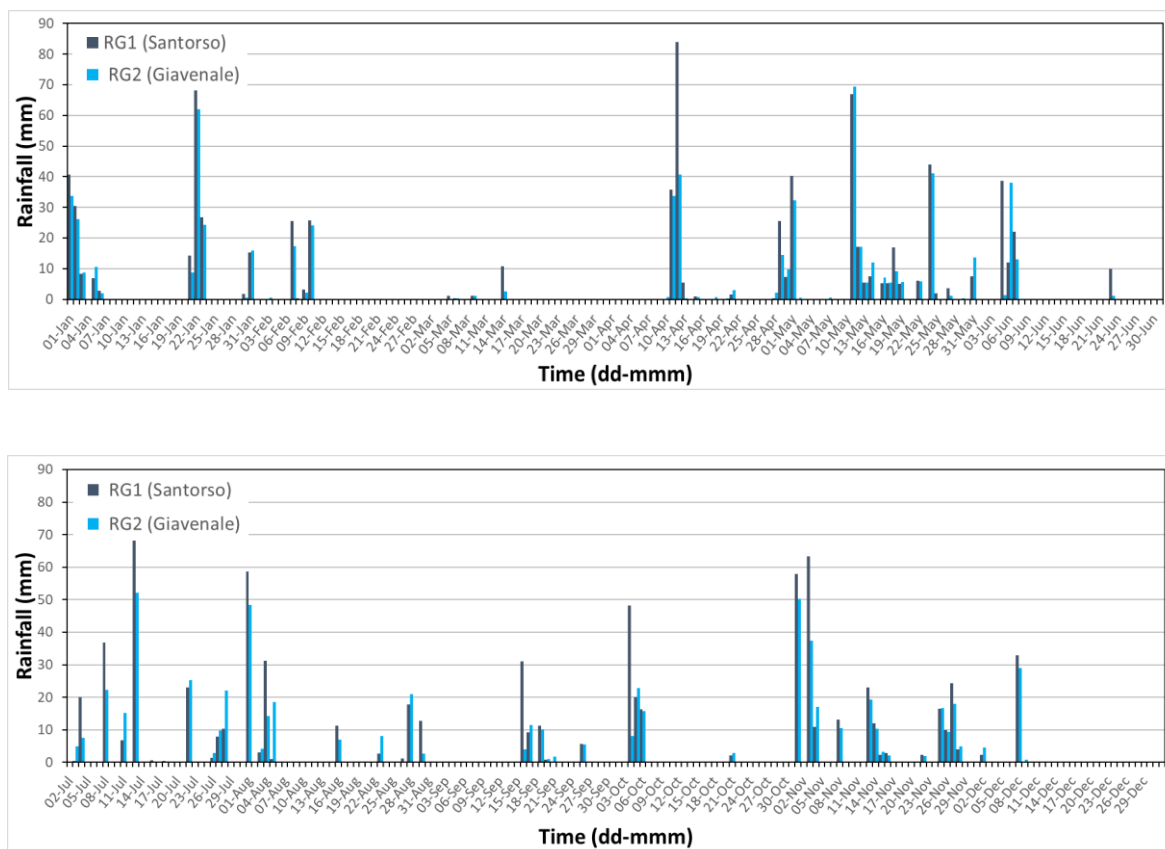 90
80
70
60
50
40
30
20
10
0
Rainfall (mm)
RG1 (Santorso)
RG2 (Giavenale)
01-Jan
04-Jan
07-Jan
10-Jan
13-Jan
16-Jan
19-Jan
22-Jan
25-Jan
28-Jan
31-Jan
03-Feb
06-Feb
09-Feb
12-Feb
15-Feb
18-Feb
21-Feb
24-Feb
27-Feb
02-Mar
05-Mar
08-Mar
11-Mar
14-Mar
17-Mar
20-Mar
23-Mar
26-Mar
29-Mar
01-Apr
04-Apr
07-Apr
10-Apr
13-Apr
16-Apr
19-Apr
22-Apr
25-Apr
28-Apr
01-May
04-May
07-May
10-May
13-May
16-May
19-May
22-May
25-May
28-May
31-May
03-Jun
06-Jun
09-Jun
12-Jun
15-Jun
18-Jun
21-Jun
24-Jun
27-Jun
30-Jun
Time (dd-mmm)
90
80
70
60
50
40
30
20
10
0
Rainfall (mm)
RG1 (Santorso)
RG2 (Giavenale)
02-Jul
05-Jul
08-Jul
11-Jul
14-Jul
17-Jul
20-Jul
23-Jul
26-Jul
29-Jul
01-Aug
04-Aug
07-Aug
10-Aug
13-Aug
16-Aug
19-Aug
22-Aug
25-Aug
28-Aug
31-Aug
03-Sep
06-Sep
09-Sep
12-Sep
15-Sep
18-Sep
21-Sep
24-Sep
27-Sep
30-Sep
03-Oct
06-Oct
09-Oct
12-Oct
15-Oct
18-Oct
21-Oct
24-Oct
27-Oct
30-Oct
02-Nov
05-Nov
08-Nov
11-Nov
14-Nov
17-Nov
20-Nov
23-Nov
26-Nov
29-Nov
02-Dec
05-Dec
08-Dec
11-Dec
14-Dec
17-Dec
20-Dec
23-Dec
26-Dec
29-Dec
Time (dd-mmm)